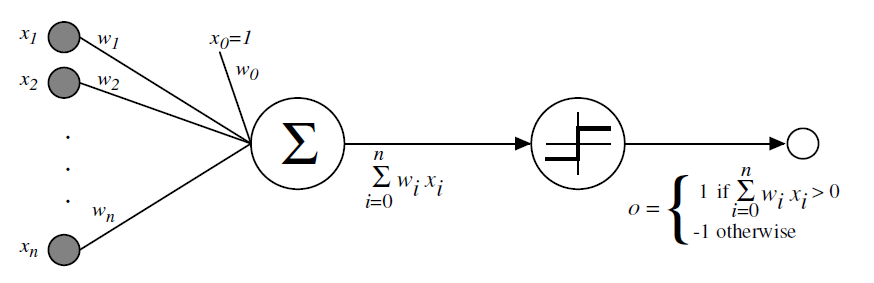 x1
w1
x0=1
w0
x2
w2
.
.
.
wn
xn
Σ
n
Σ wi xi
i=0
n
o = { 1 if Σ wi xi > 0
i=0
-1 otherwise